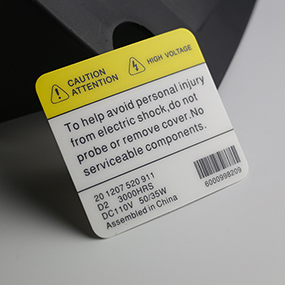 CAUTION
ATTENTION
HIGH VOLTAGE
To help avoid personal injury
from electric shock,do not
probe or remove cover.No
serviceable components.
20 1207 520 911
D2 3000HRS
DC110V 50/35W
Assembled in China
6000998209